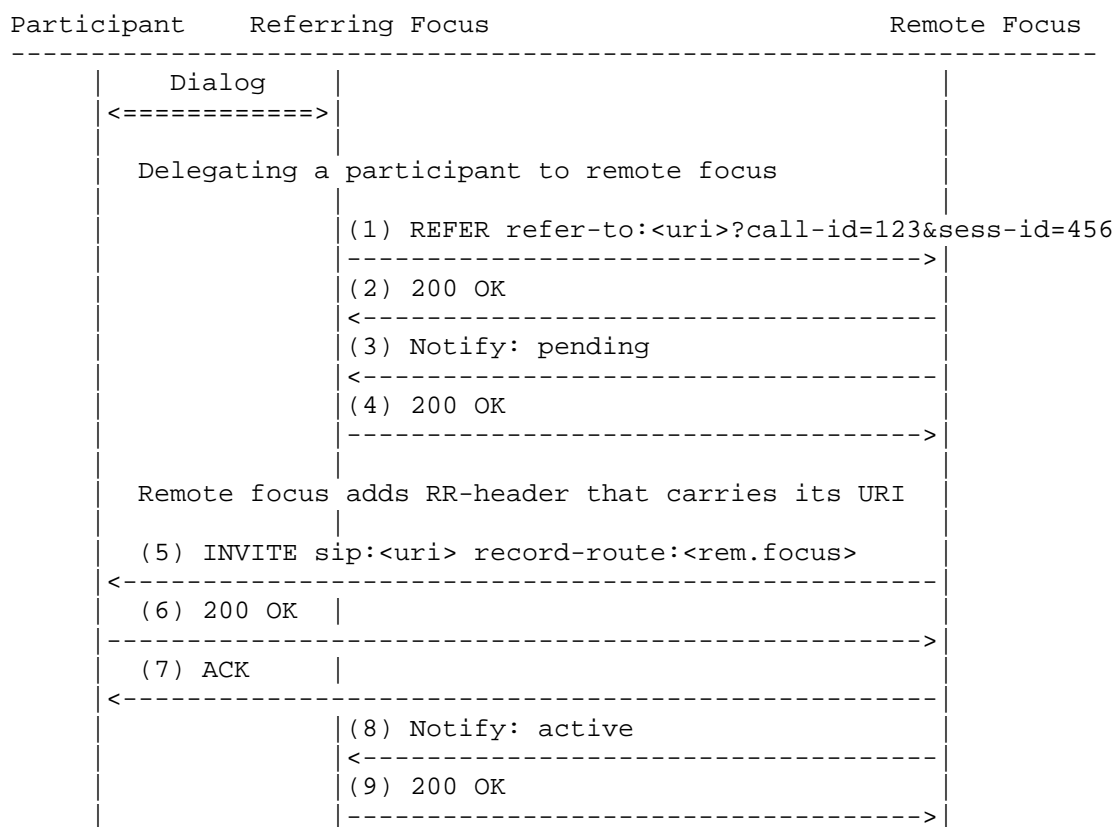 Participant    Referring Focus                         Remote Focus
--------------------------------------------------------------------
Dialog
<============>
Delegating a participant to remote focus
(1) REFER refer-to:<uri>?call-id=123&sess-id=456
------------------------------------>
(2) 200 OK
<------------------------------------
(3) Notify: pending
<------------------------------------
(4) 200 OK
------------------------------------>
Remote focus adds RR-header that carries its URI
(5) INVITE sip:<uri> record-route:<rem.focus>
<---------------------------------------------------
(6) 200 OK
--------------------------------------------------->
(7) ACK
<---------------------------------------------------
(8) Notify: active
<------------------------------------
(9) 200 OK
------------------------------------>